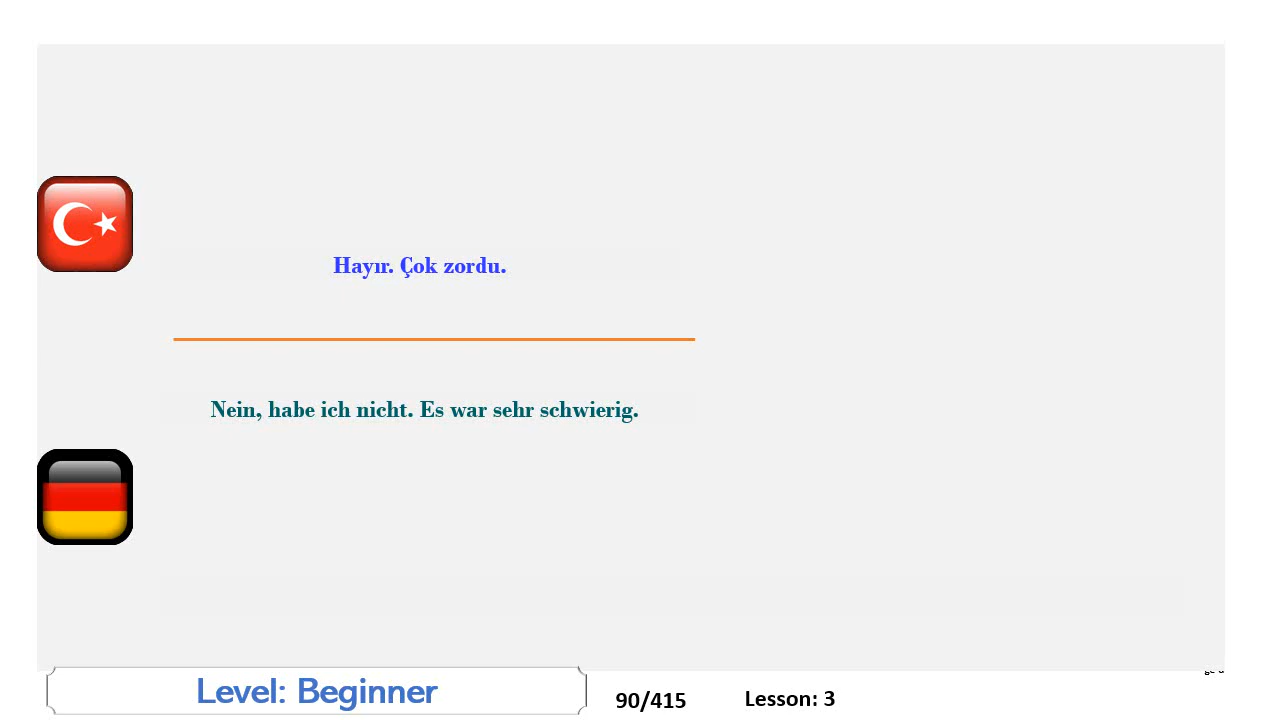 Hayır. Çok zordu.
Nein, habe ich nicht. Es war sehr schwierig.
Level: Beginner
90/415
Lesson: 3